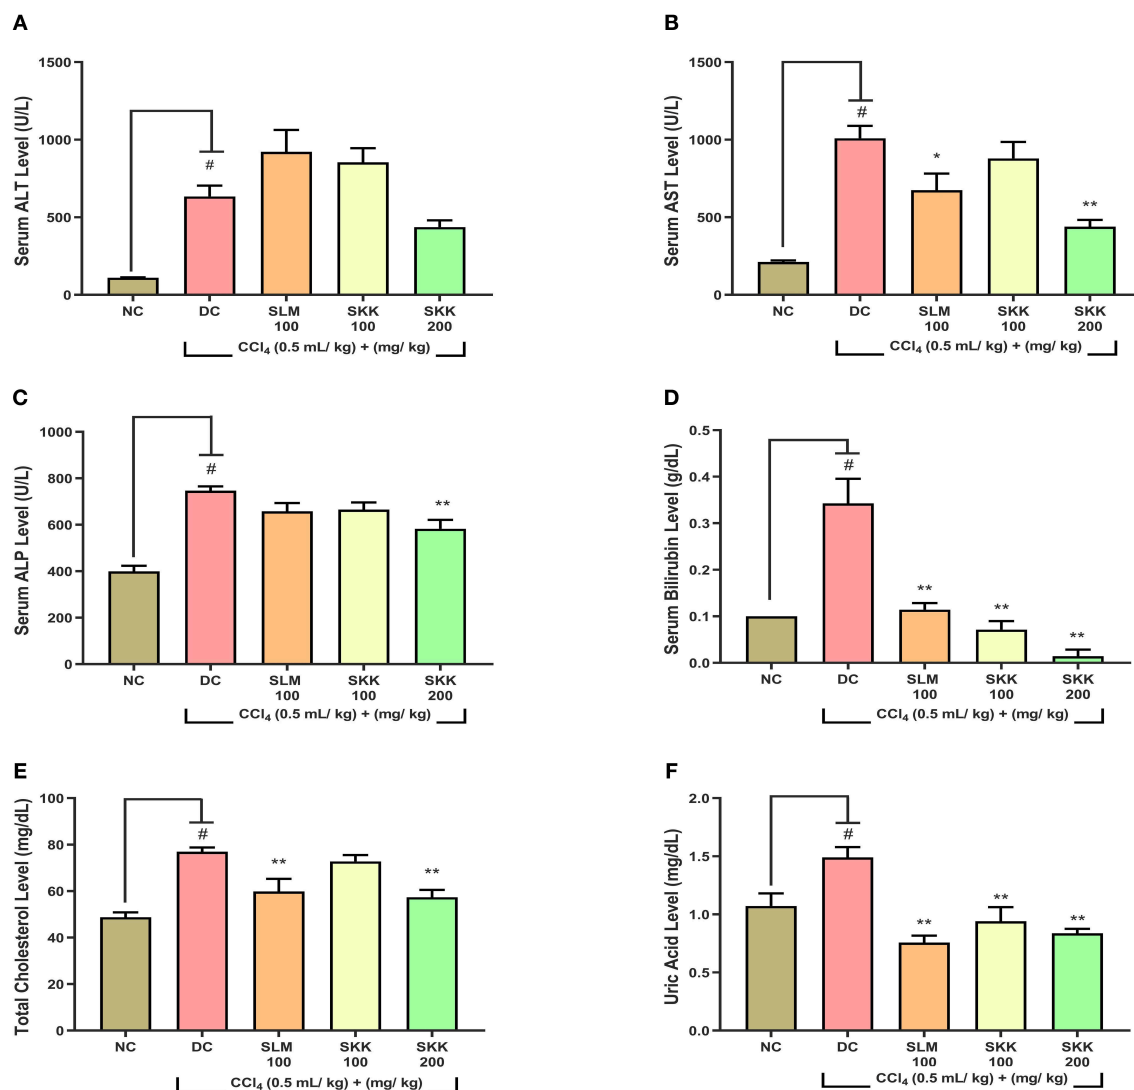 A
Serum ALT Level (U/L)
1500
1000
500
0
#
NC DC SLM 100 SKK 100 SKK 200
CCl₄ (0.5 mL/ kg) + (mg/ kg)
B
Serum AST Level (U/L)
1500
1000
500
0
#
*
**
NC DC SLM 100 SKK 100 SKK 200
CCl₄ (0.5 mL/ kg) + (mg/ kg)
C
Serum ALP Level (U/L)
1000
800
600
400
200
0
#
**
NC DC SLM 100 SKK 100 SKK 200
CCl₄ (0.5 mL/ kg) + (mg/ kg)
D
Serum Bilirubin Level (g/dL)
0.5
0.4
0.3
0.2
0.1
0.0
#
**
**
**
NC DC SLM 100 SKK 100 SKK 200
CCl₄ (0.5 mL/ kg) + (mg/ kg)
E
Total Cholesterol Level (mg/dL)
100
80
60
40
20
0
#
**
**
NC DC SLM 100 SKK 100 SKK 200
CCl₄ (0.5 mL/ kg) + (mg/ kg)
F
Uric Acid Level (mg/dL)
2.0
1.5
1.0
0.5
0.0
#
**
**
**
NC DC SLM 100 SKK 100 SKK 200
CCl₄ (0.5 mL/ kg) + (mg/ kg)